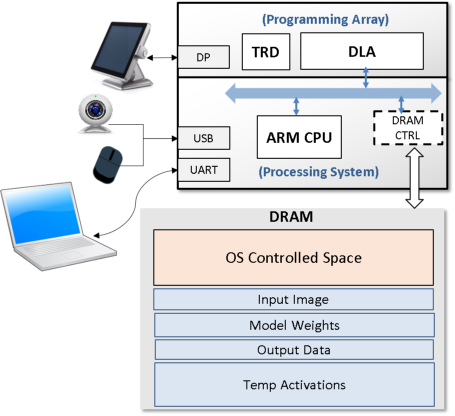 (Programming Array)
DP
TRD
DLA
USB
ARM CPU
DRAM
CTRL
UART
(Processing System)
DRAM
OS Controlled Space
Input Image
Model Weights
Output Data
Temp Activations